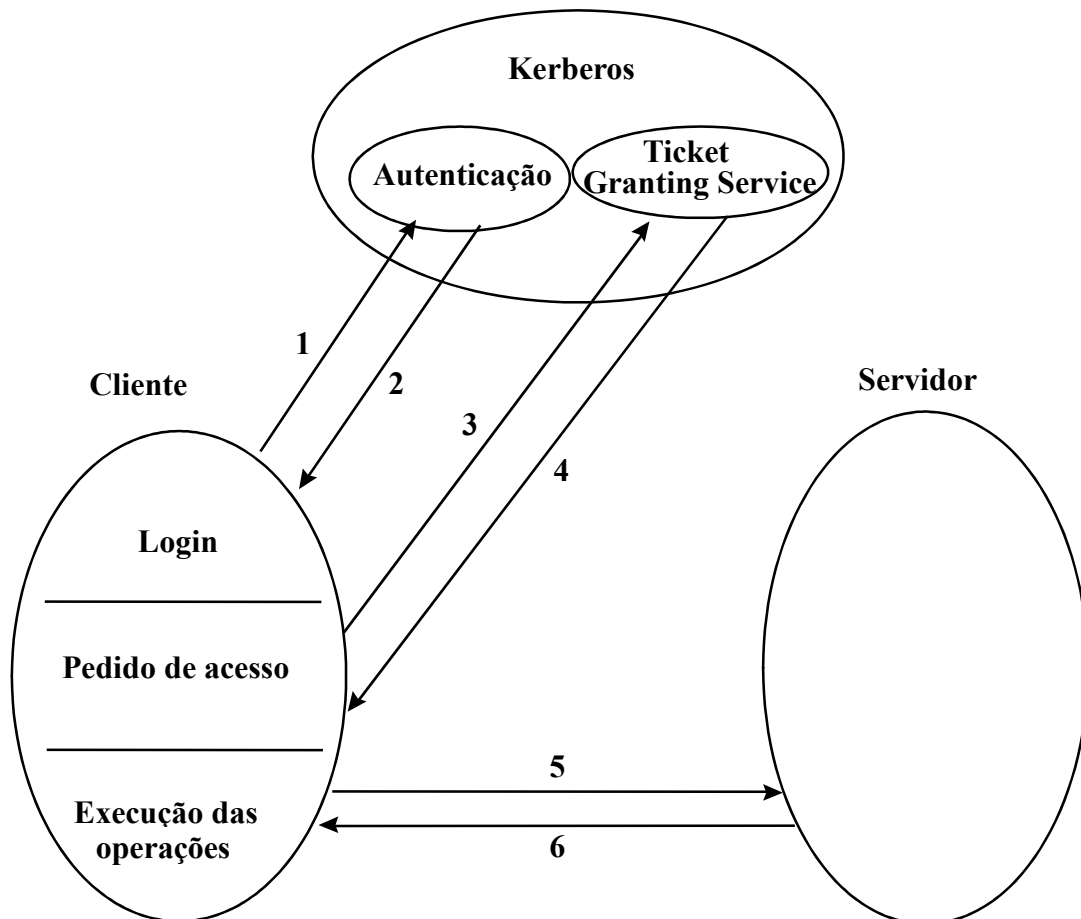 Kerberos
Autenticação
Ticket
Granting Service
1
2
3
4
Cliente
Servidor
Login
Pedido de acesso
Execução das
operações
5
6